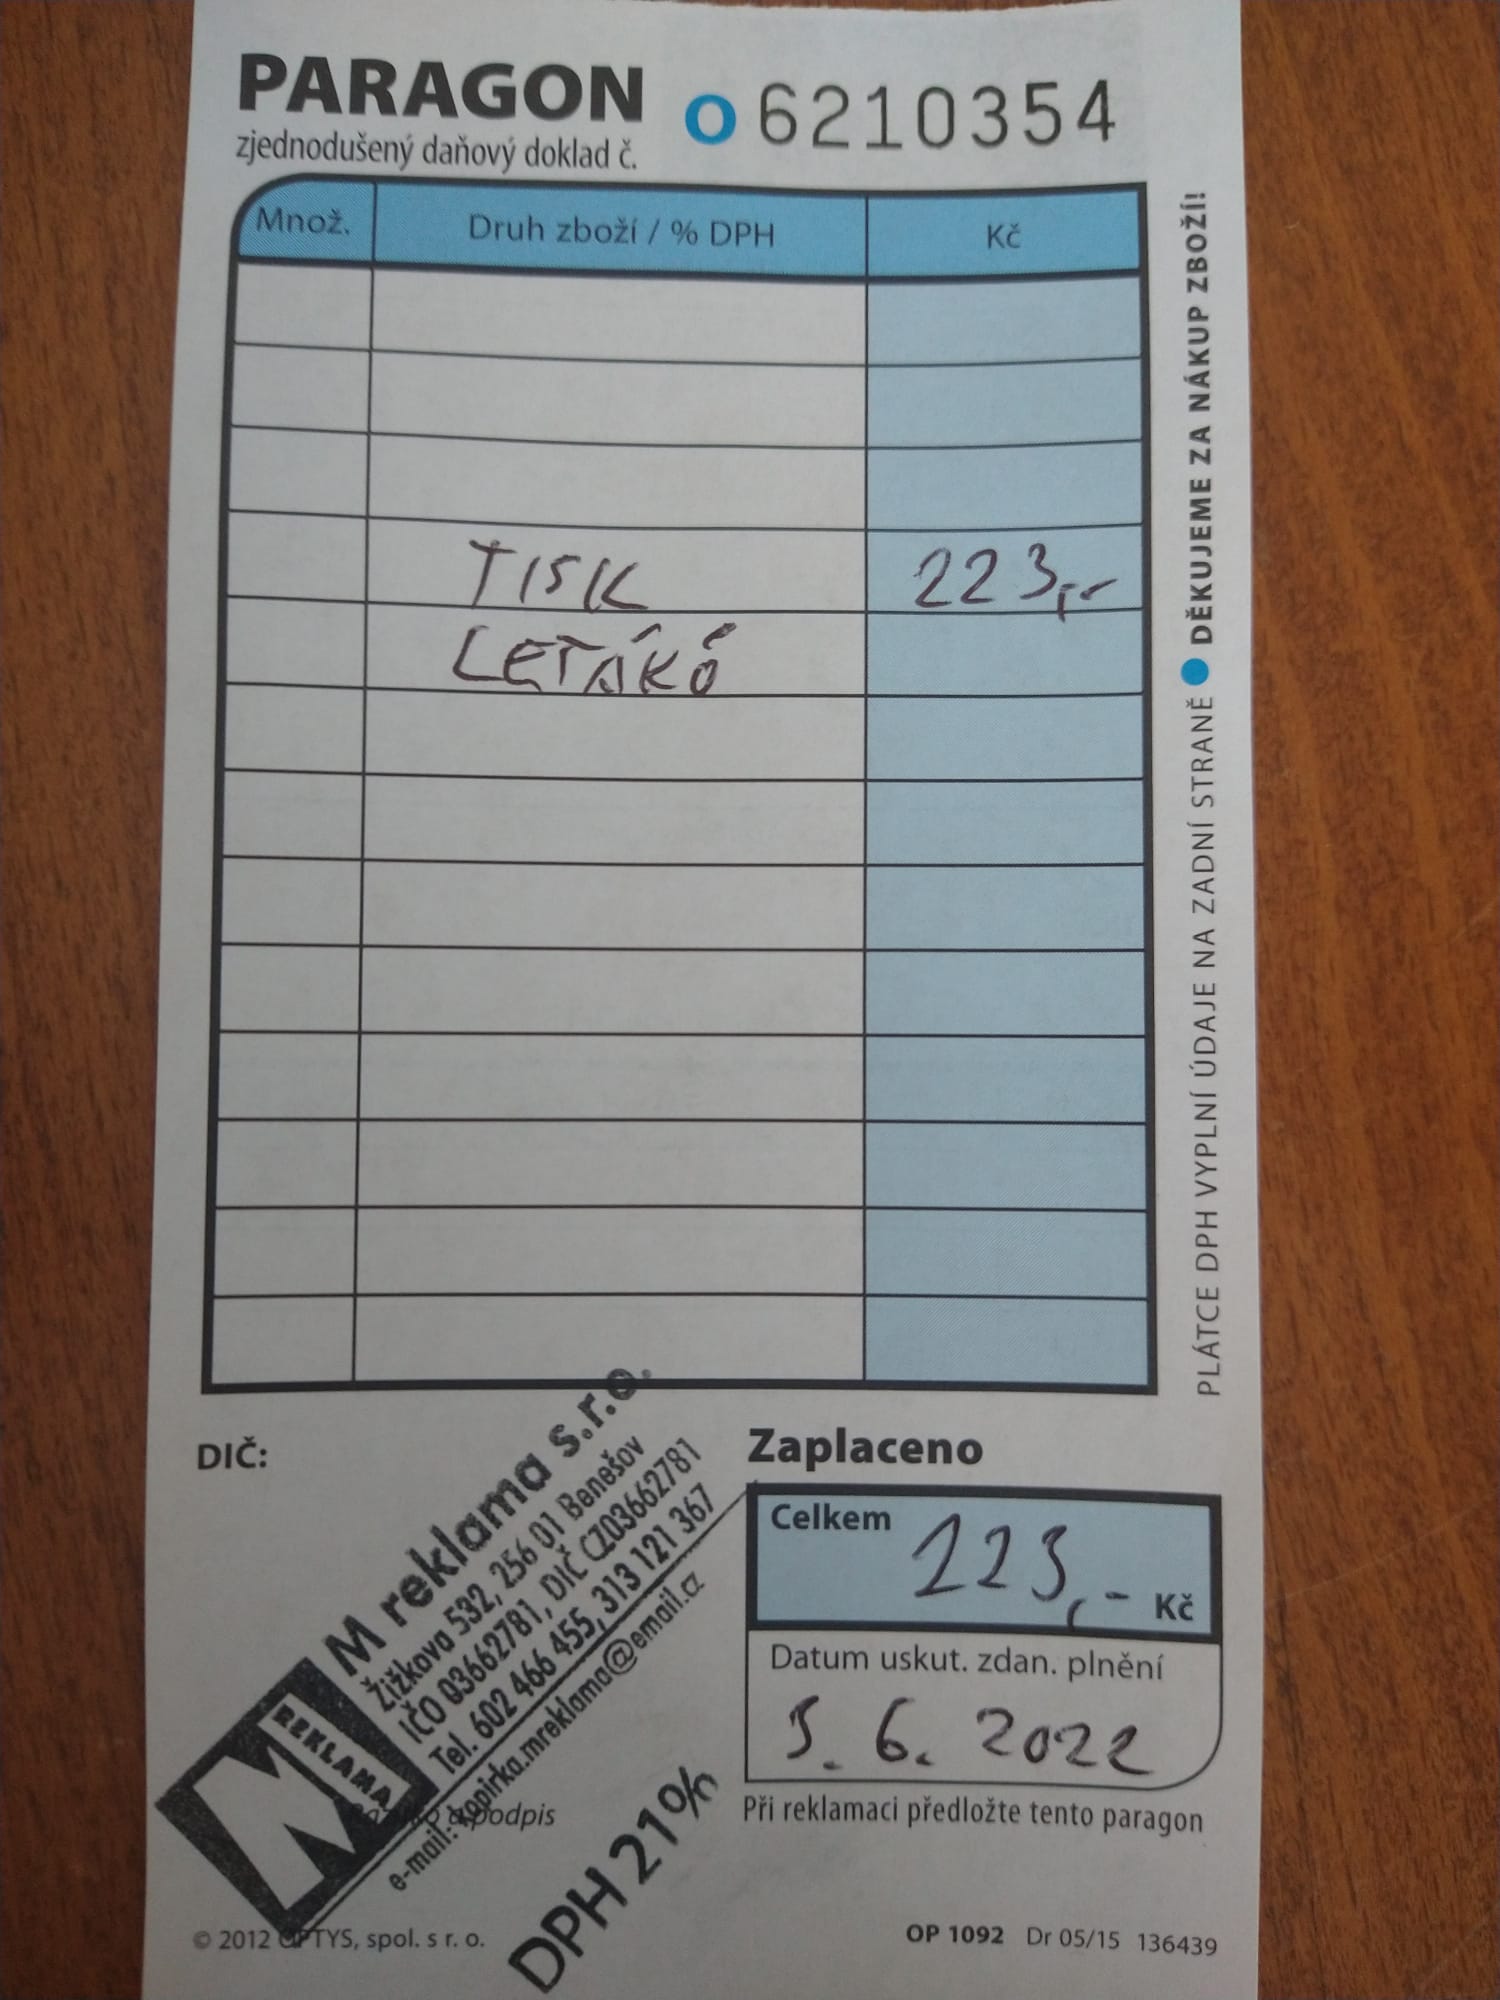 PARAGON
zjednodušený daňový doklad č.
o 6210354
Množ. Druh zboží / % DPH Kč
TISK 223,-
LETÁKŮ
PLÁTCE DPH VYPLNÍ ÚDAJE NA ZADNÍ STRANĚ ● DĚKUJEME ZA NÁKUP ZBOŽÍ!
DIČ:
M reklama s.r.o.
Žižkova 532, 256 01 Benešov
IČO 03662781, DIČ CZ03662781
Tel. 602 466 455, 313 121 367
e-mail: kopirka.mreklama@email.cz
M REKLAMA
podpis
DPH 21%
Zaplaceno
Celkem 223,- Kč
Datum uskut. zdan. plnění
3. 6. 2022
Při reklamaci předložte tento paragon
© 2012 OPTYS, spol. s r. o.
OP 1092 Dr 05/15 136439